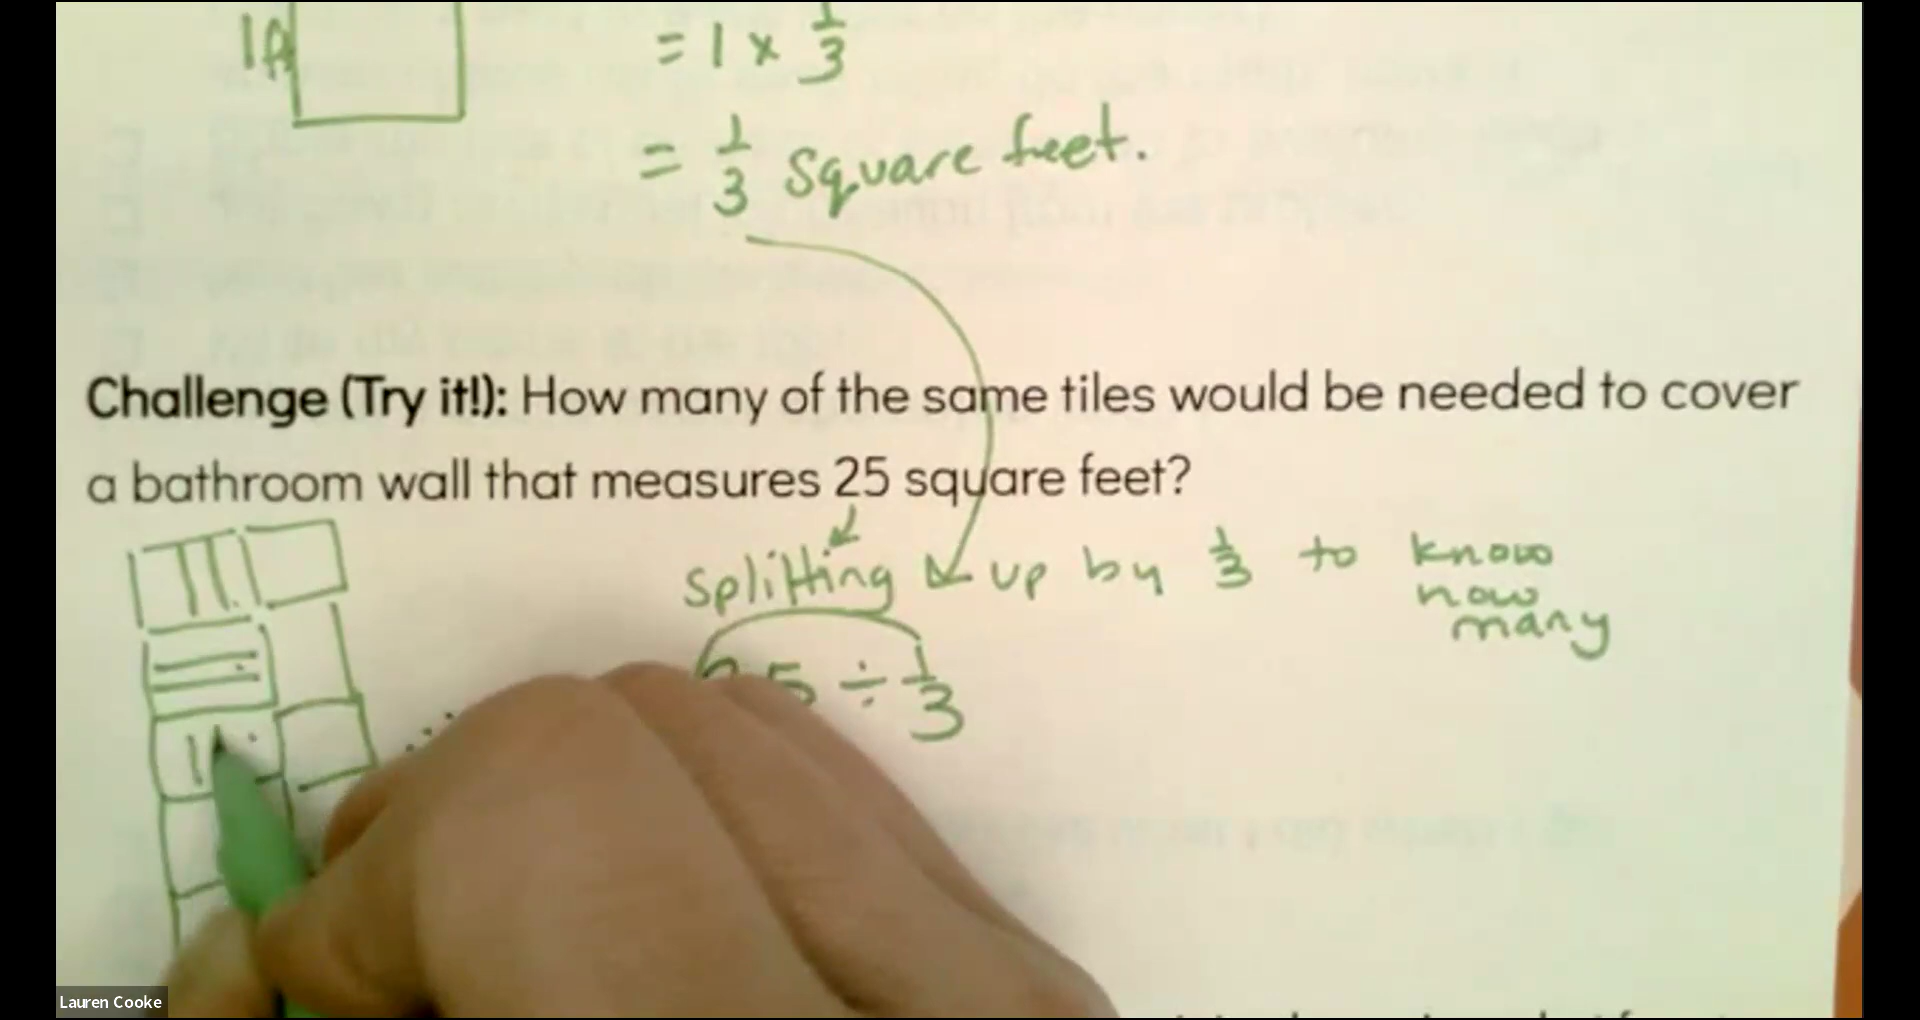 1ft
= 1 x 1/3
= 1/3 square feet.
Challenge (Try it!): How many of the same tiles would be needed to cover
a bathroom wall that measures 25 square feet?
splitting up by 1/3 to know
how
many
25 ÷ 1/3
Lauren Cooke